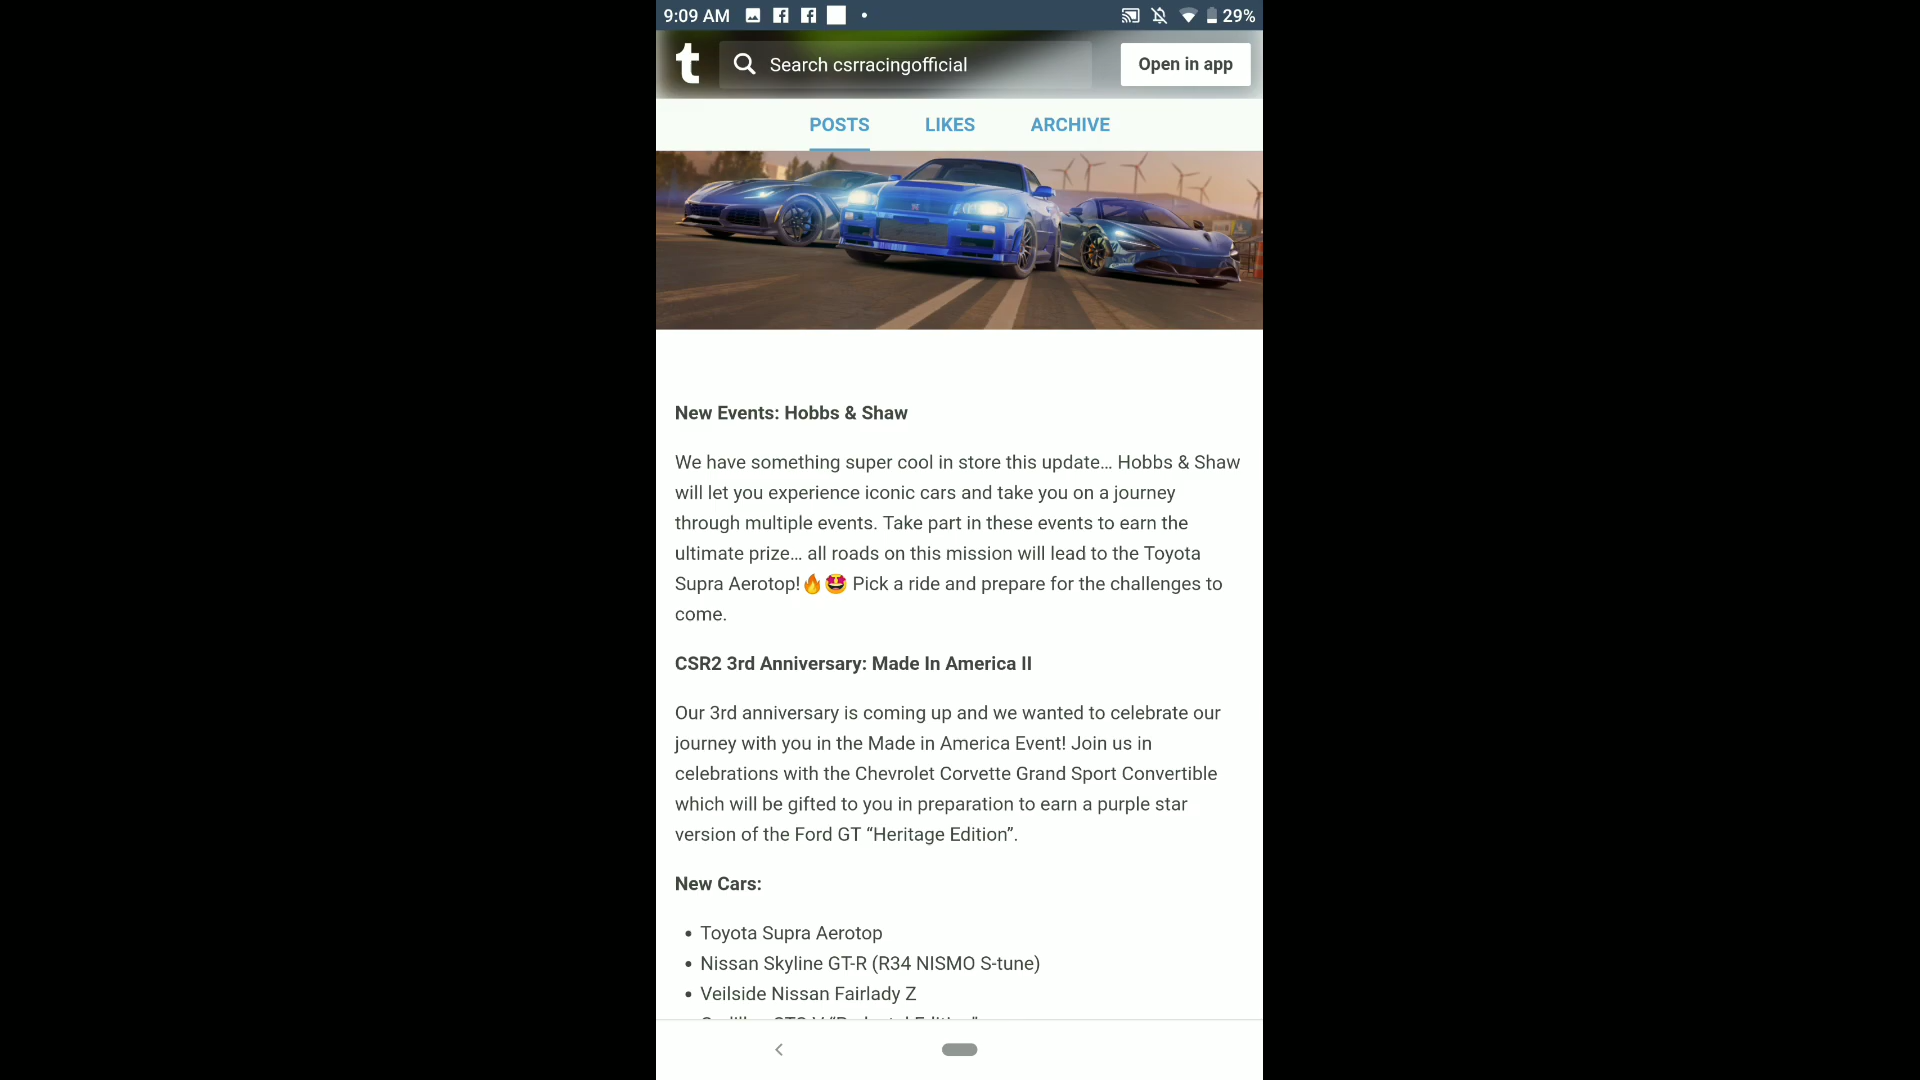 9:09 AM
29%
t
Search csrracingofficial
Open in app
POSTS
LIKES
ARCHIVE
New Events: Hobbs & Shaw
We have something super cool in store this update... Hobbs & Shaw
will let you experience iconic cars and take you on a journey
through multiple events. Take part in these events to earn the
ultimate prize... all roads on this mission will lead to the Toyota
Supra Aerotop!🔥🤩 Pick a ride and prepare for the challenges to
come.
CSR2 3rd Anniversary: Made In America II
Our 3rd anniversary is coming up and we wanted to celebrate our
journey with you in the Made in America Event! Join us in
celebrations with the Chevrolet Corvette Grand Sport Convertible
which will be gifted to you in preparation to earn a purple star
version of the Ford GT “Heritage Edition”.
New Cars:
• Toyota Supra Aerotop
• Nissan Skyline GT-R (R34 NISMO S-tune)
• Veilside Nissan Fairlady Z